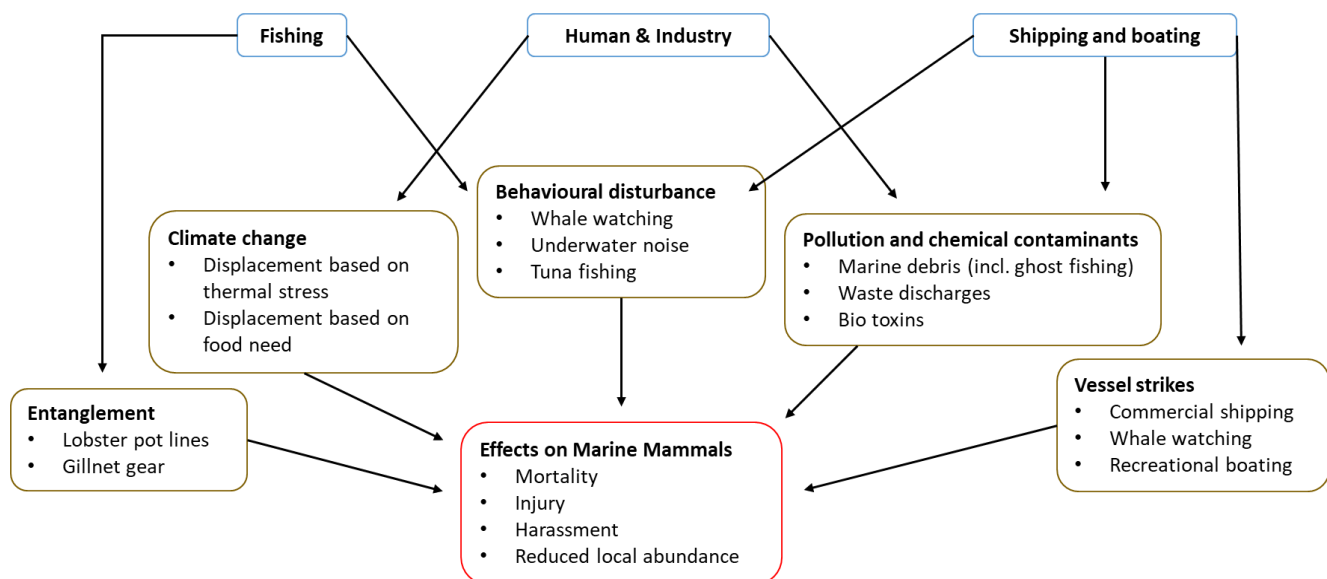 Fishing
Human & Industry
Shipping and boating
Behavioural disturbance
• Whale watching
• Underwater noise
• Tuna fishing
Climate change
• Displacement based on
thermal stress
• Displacement based on
food need
Pollution and chemical contaminants
• Marine debris (incl. ghost fishing)
• Waste discharges
• Bio toxins
Entanglement
• Lobster pot lines
• Gillnet gear
Vessel strikes
• Commercial shipping
• Whale watching
• Recreational boating
Effects on Marine Mammals
• Mortality
• Injury
• Harassment
• Reduced local abundance